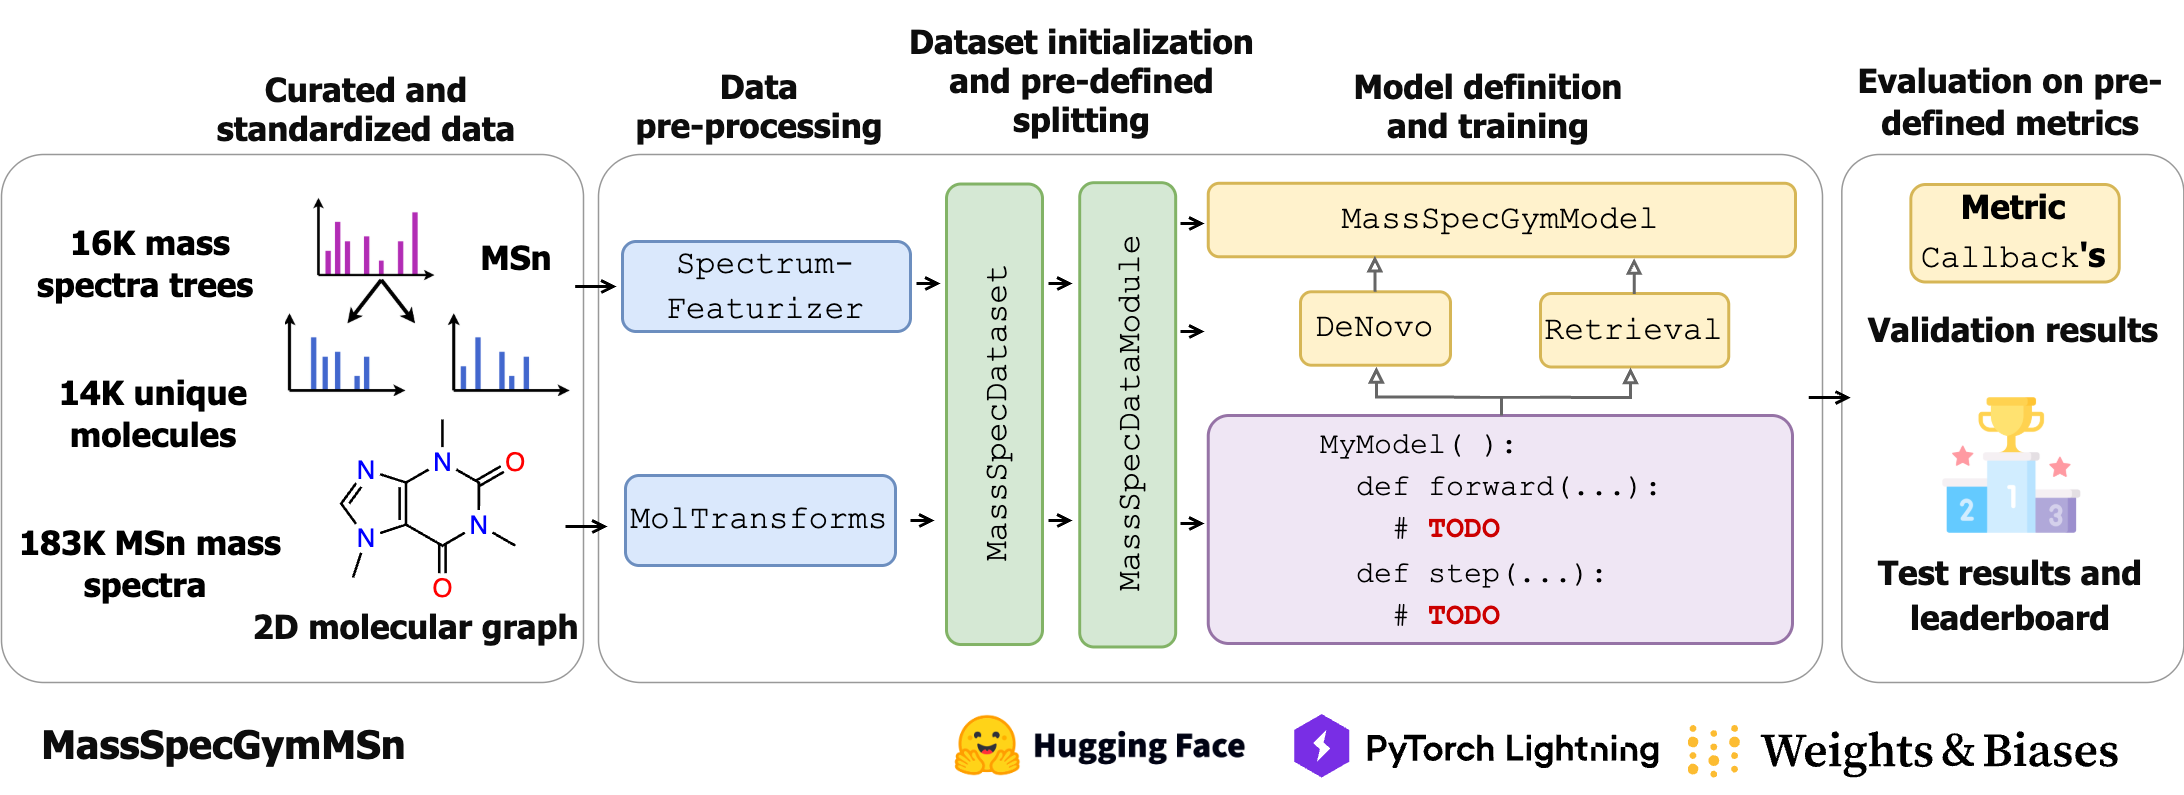 Curated and
standardized data
Data
pre-processing
Dataset initialization
and pre-defined
splitting
Model definition
and training
Evaluation on pre-
defined metrics
16K mass
spectra trees
MSn
14K unique
molecules
183K MSn mass
spectra
N
N
O
N
N
O
2D molecular graph
Spectrum-
Featurizer
MolTransforms
MassSpecDataset
MassSpecDataModule
MassSpecGymModel
DeNovo
Retrieval
MyModel( ):
def forward(...):
# TODO
def step(...):
# TODO
Metric
Callback's
Validation results
2
1
3
Test results and
leaderboard
MassSpecGymMSn
Hugging Face
PyTorch Lightning
Weights & Biases